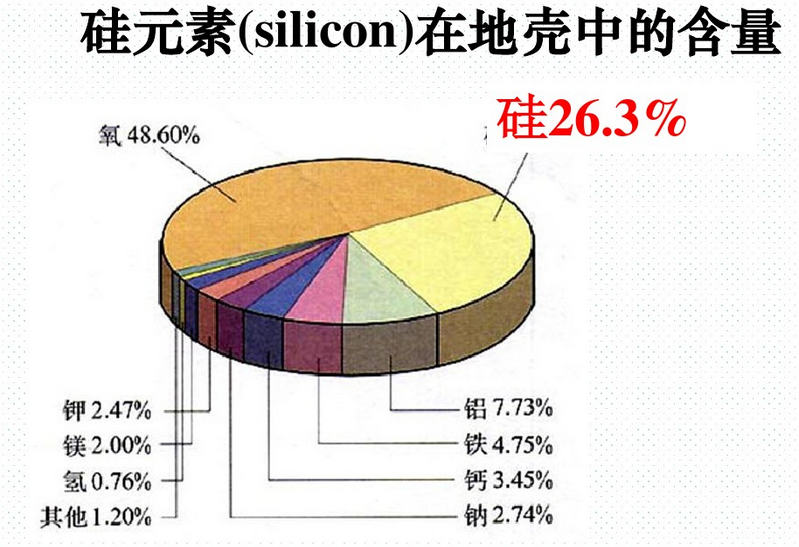 硅元素(silicon)在地壳中的含量
硅26.3%
氧 48.60%
钾 2.47%
镁 2.00%
氢 0.76%
其他 1.20%
铝 7.73%
铁 4.75%
钙 3.45%
钠 2.74%